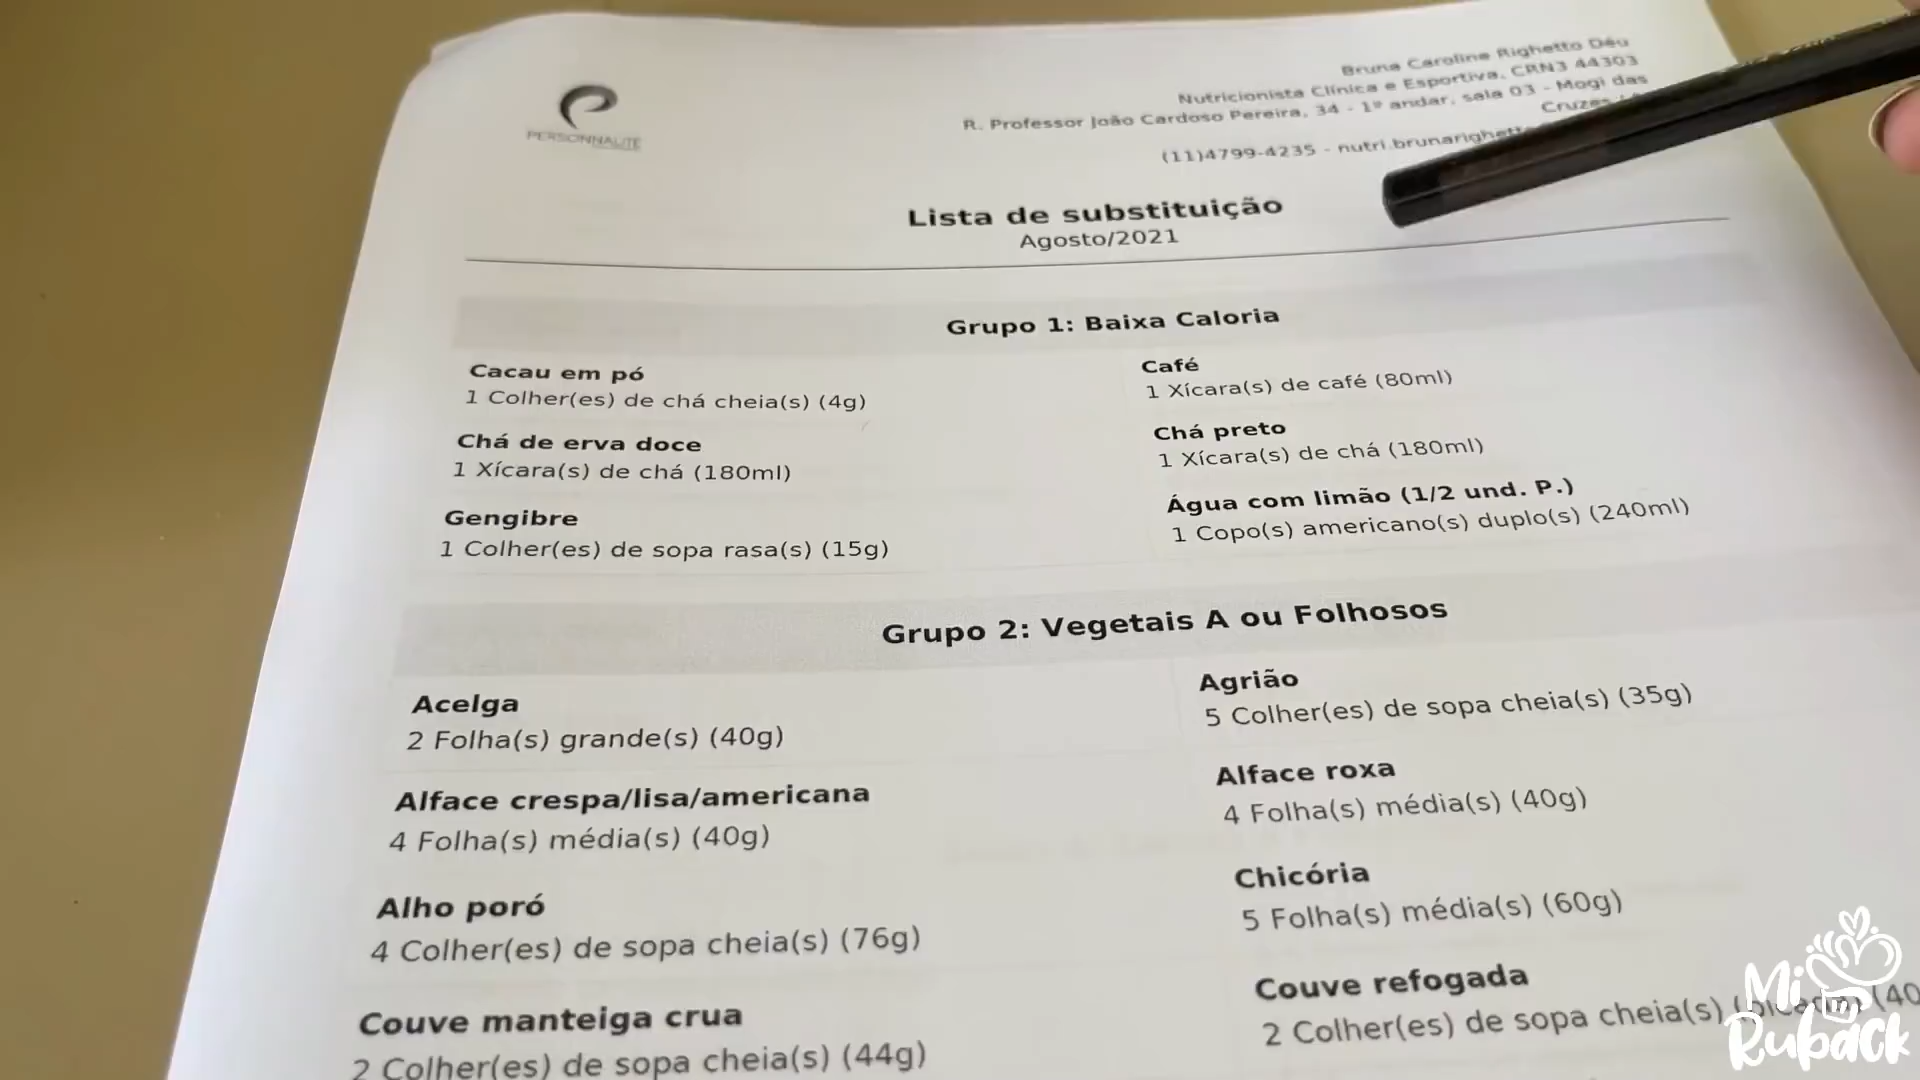 PERSONNALITÉ
Bruna Caroline Righetto Déu
Nutricionista Clínica e Esportiva, CRN3 44303
R. Professor João Cardoso Pereira, 34 - 1º andar, sala 03 - Mogi das
Cruzes
(11)4799-4235 - nutri.brunarighett
Lista de substituição
Agosto/2021
Grupo 1: Baixa Caloria
Cacau em pó
1 Colher(es) de chá cheia(s) (4g)
Café
1 Xícara(s) de café (80ml)
Chá de erva doce
1 Xícara(s) de chá (180ml)
Chá preto
1 Xícara(s) de chá (180ml)
Gengibre
1 Colher(es) de sopa rasa(s) (15g)
Água com limão (1/2 und. P.)
1 Copo(s) americano(s) duplo(s) (240ml)
Grupo 2: Vegetais A ou Folhosos
Acelga
2 Folha(s) grande(s) (40g)
Agrião
5 Colher(es) de sopa cheia(s) (35g)
Alface crespa/lisa/americana
4 Folha(s) média(s) (40g)
Alface roxa
4 Folha(s) média(s) (40g)
Alho poró
4 Colher(es) de sopa cheia(s) (76g)
Chicória
5 Folha(s) média(s) (60g)
Couve manteiga crua
2 Colher(es) de sopa cheia(s) (44g)
Couve refogada
2 Colher(es) de sopa cheia(s) (40
Mi
Ruback